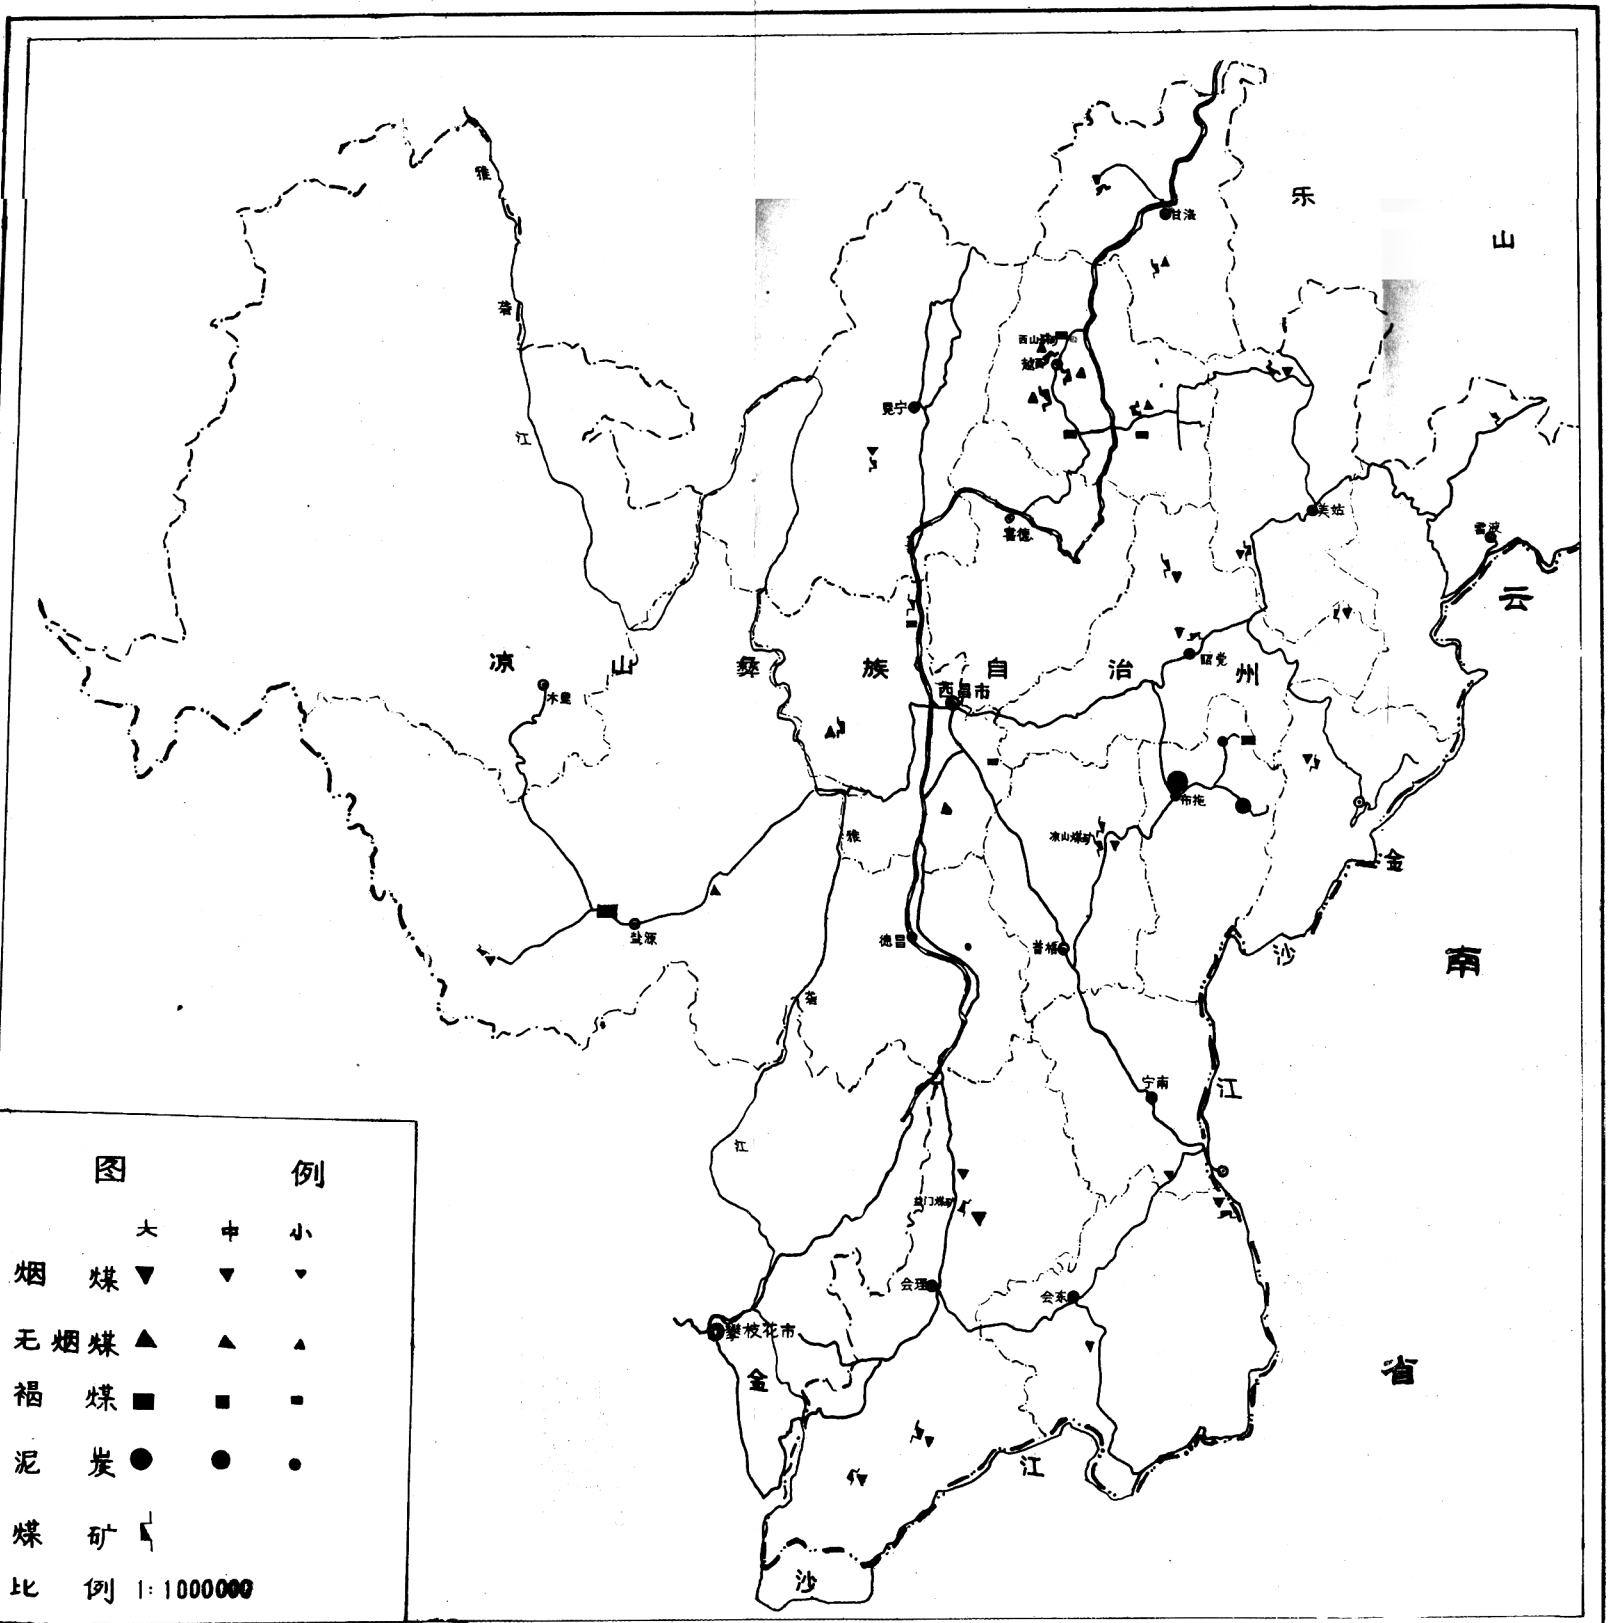 乐
山
雅
甘洛
砻
西山煤矿
越西
冕宁
江
美姑
喜德
雷波
云
凉 山 彝 族 自 治 州
昭觉
木里
西昌市
布拖
雅
凉山煤矿
金
盐源
德昌
普格
沙
南
砻
宁南
江
江
益门煤矿
会理
会东
攀枝花市
金
省
江
沙
图 例
大 中 小
烟 煤
无 烟 煤
褐 煤
泥 炭
煤 矿
比 例 1:1000000